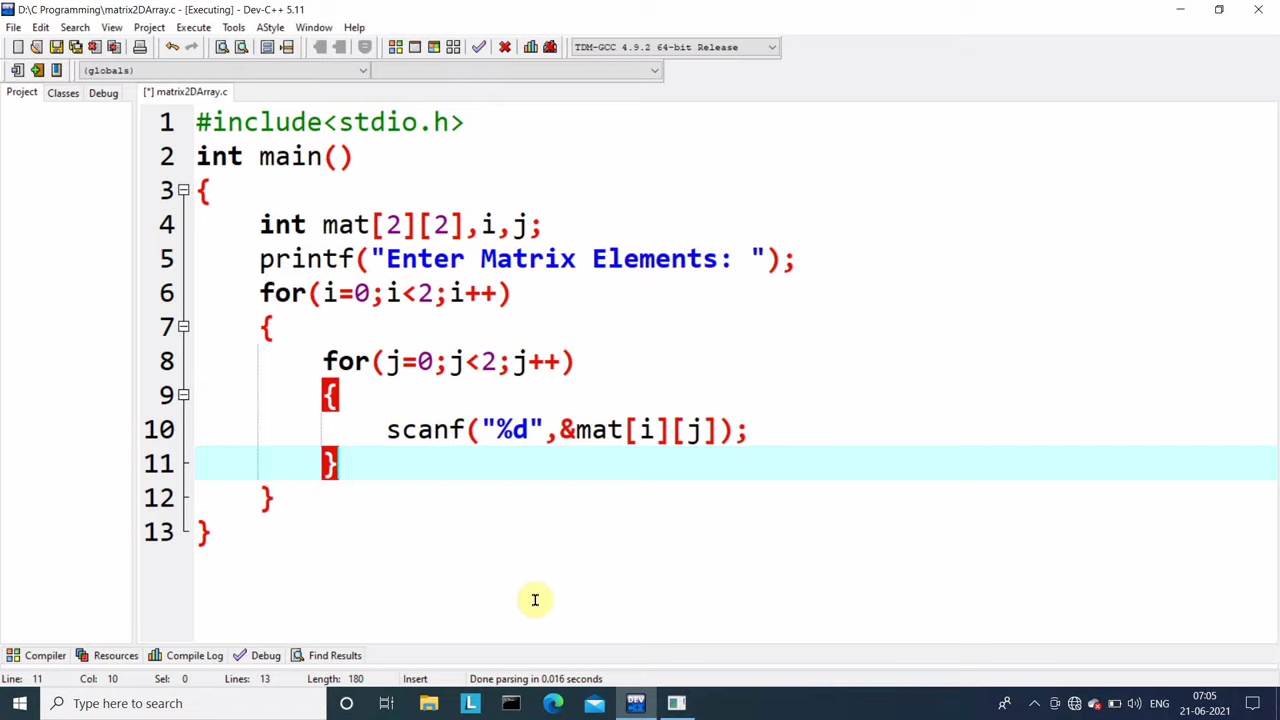 D:\C Programming\matrix2DArray.c - [Executing] - Dev-C++ 5.11
File Edit Search View Project Execute Tools AStyle Window Help
TDM-GCC 4.9.2 64-bit Release
(globals)
Project Classes Debug [*] matrix2DArray.c
1 #include<stdio.h>
2 int main()
3 {
4 int mat[2][2],i,j;
5 printf("Enter Matrix Elements: ");
6 for(i=0;i<2;i++)
7 {
8 for(j=0;j<2;j++)
9 {
10 scanf("%d",&mat[i][j]);
11 }
12 }
13 }
Compiler Resources Compile Log Debug Find Results
Line: 11 Col: 10 Sel: 0 Lines: 13 Length: 180 Insert Done parsing in 0.016 seconds
Type here to search L DEV ENG 07:05
21-06-2021